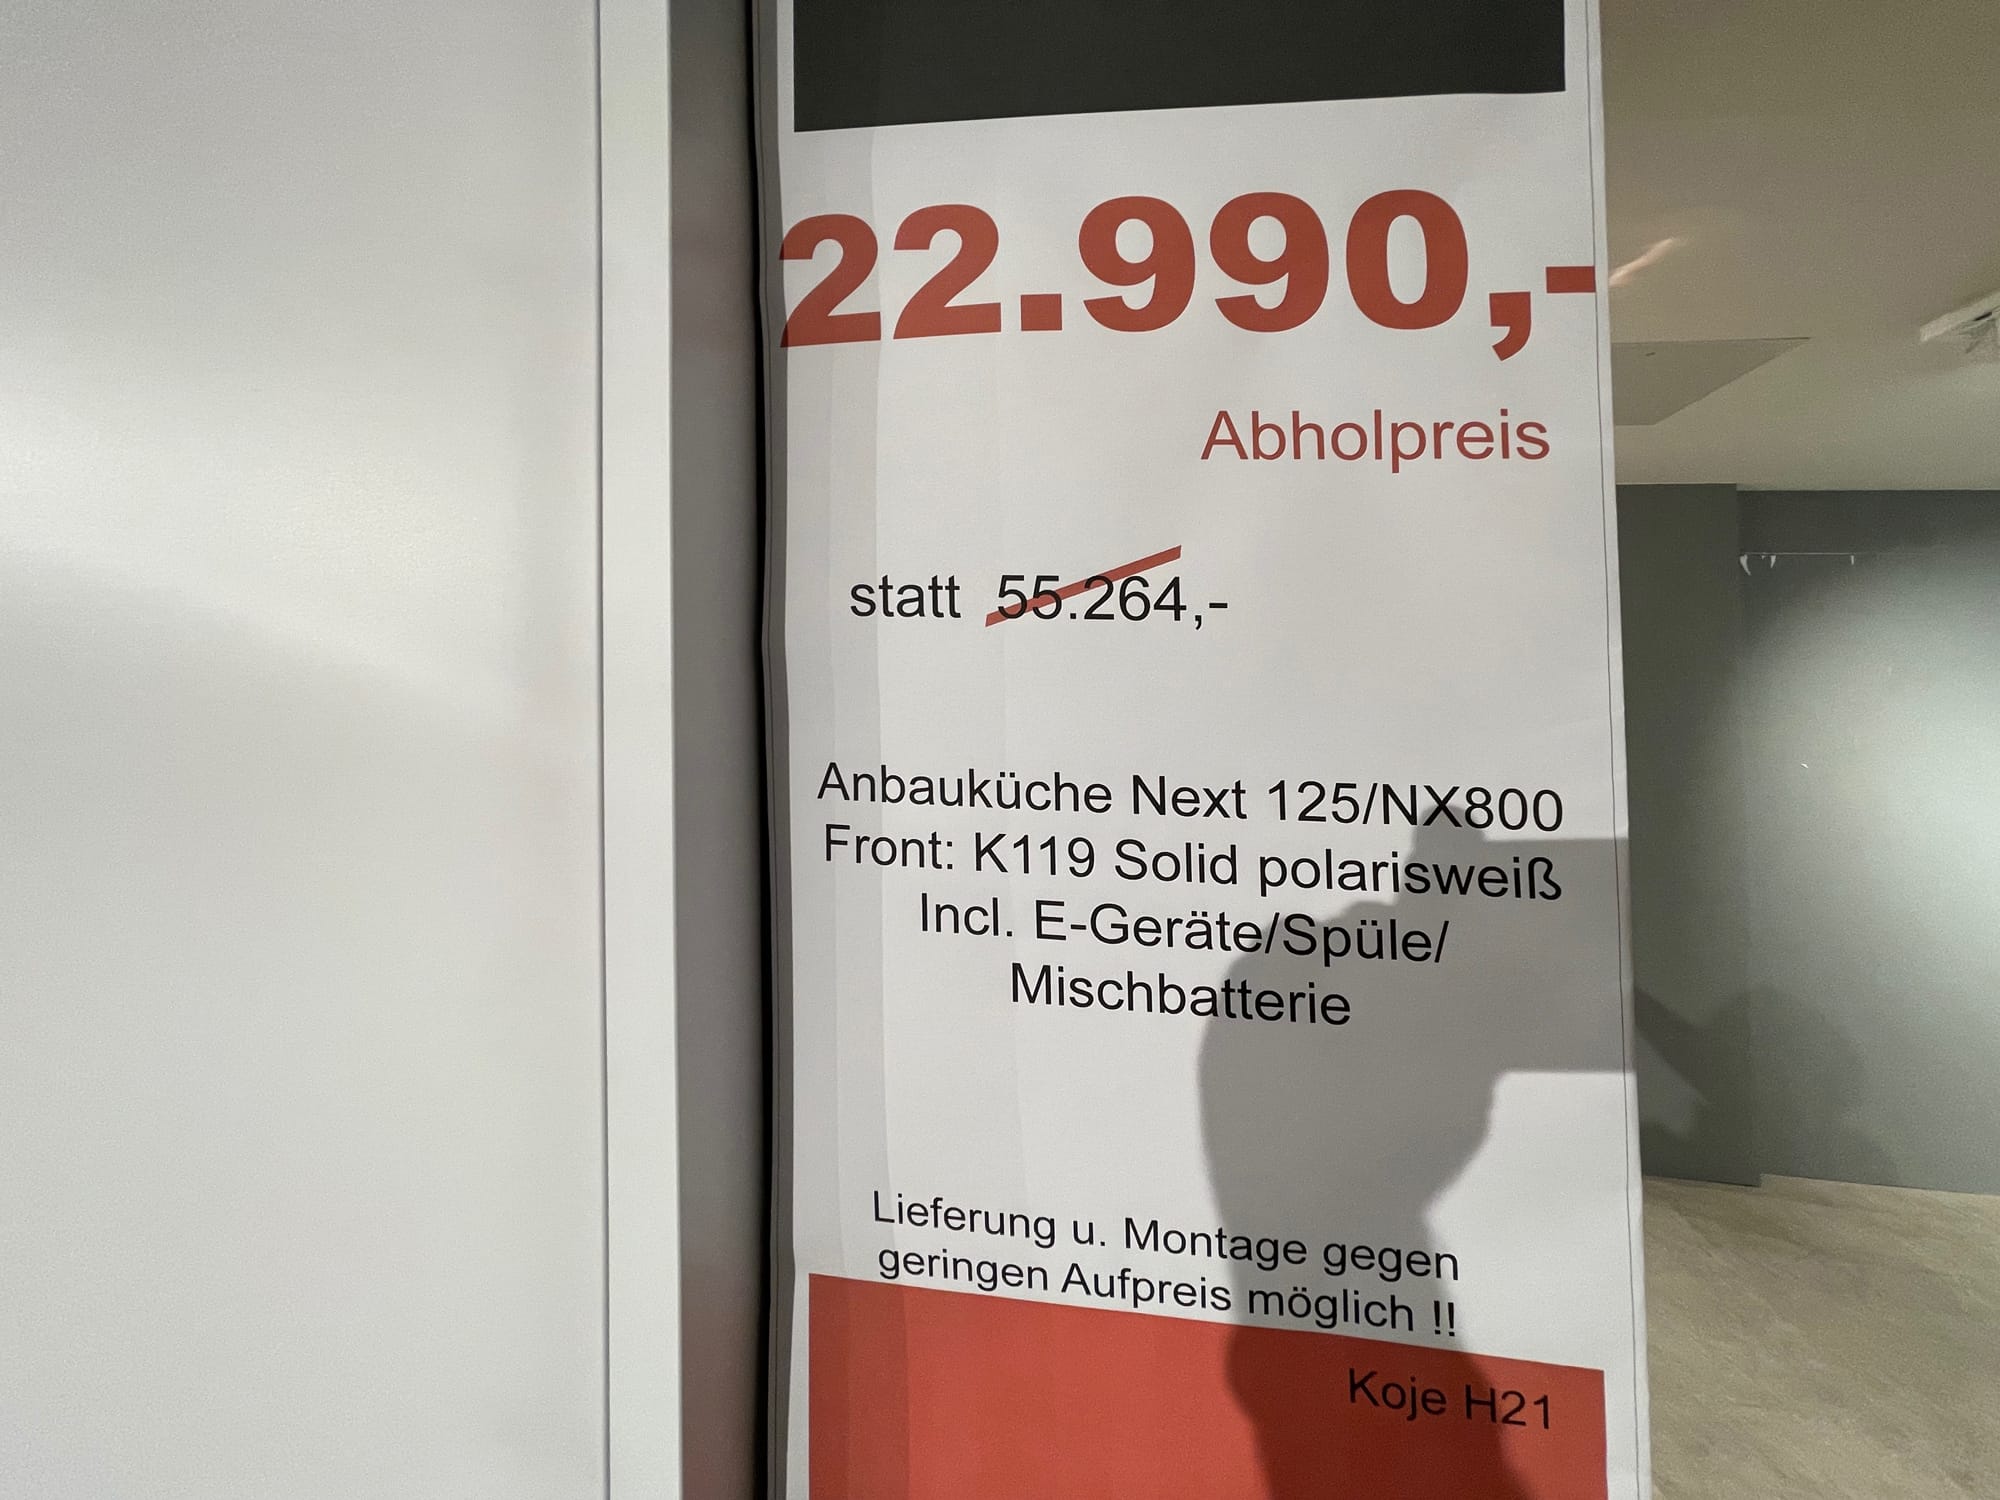 22.990,-
Abholpreis
statt 55.264,-
Anbauküche Next 125/NX800
Front: K119 Solid polarisweiß
Incl. E-Geräte/Spüle/
Mischbatterie
Lieferung u. Montage gegen
geringen Aufpreis möglich !!
Koje H21